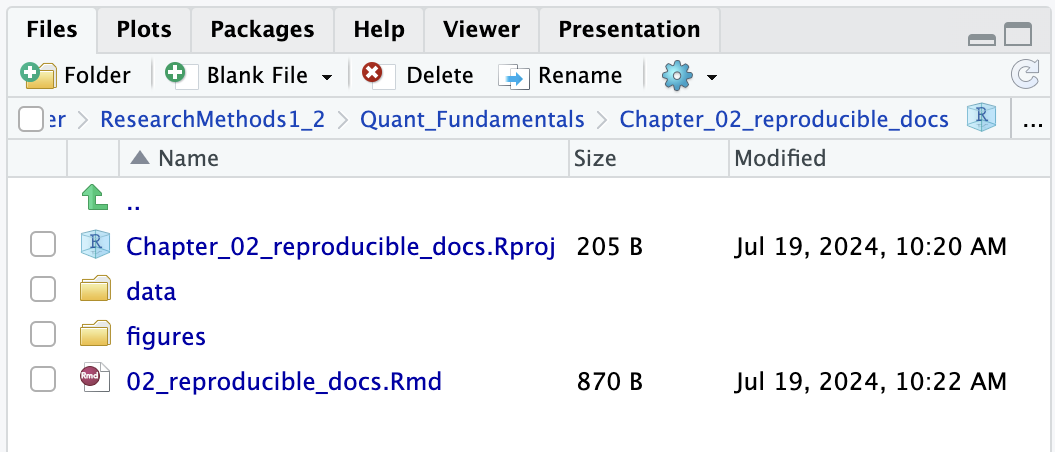 Files Plots Packages Help Viewer Presentation
Folder Blank File Delete Rename
er ResearchMethods1_2 Quant_Fundamentals Chapter_02_reproducible_docs R ...
Name Size Modified
..
R Chapter_02_reproducible_docs.Rproj 205 B Jul 19, 2024, 10:20 AM
data
figures
Rmd 02_reproducible_docs.Rmd 870 B Jul 19, 2024, 10:22 AM